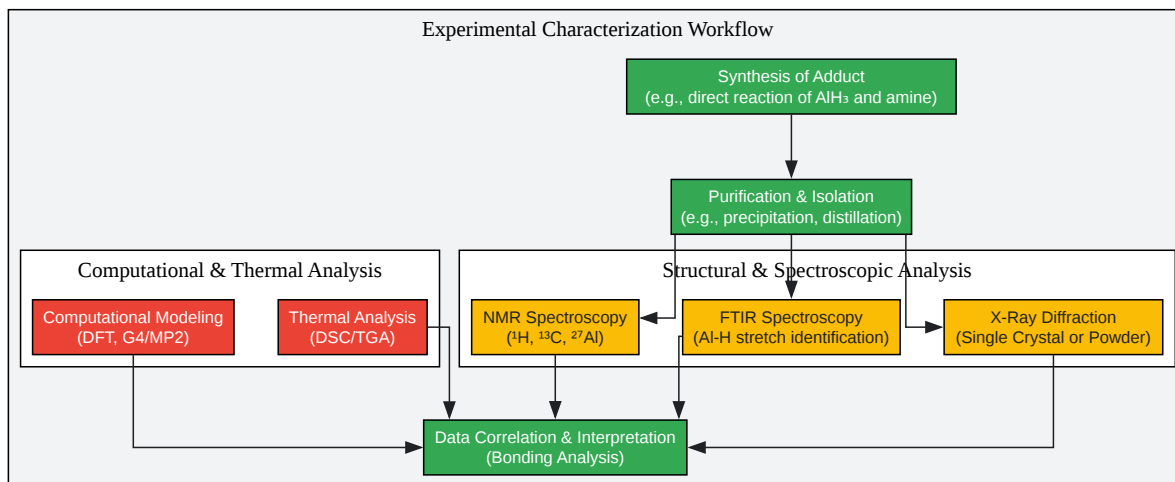 Experimental Characterization Workflow
Synthesis of Adduct
(e.g., direct reaction of AlH₃ and amine)
Purification & Isolation
(e.g., precipitation, distillation)
Computational & Thermal Analysis
Structural & Spectroscopic Analysis
Computational Modeling
(DFT, G4/MP2)
Thermal Analysis
(DSC/TGA)
NMR Spectroscopy
(¹H, ¹³C, ²⁷Al)
FTIR Spectroscopy
(Al-H stretch identification)
X-Ray Diffraction
(Single Crystal or Powder)
Data Correlation & Interpretation
(Bonding Analysis)